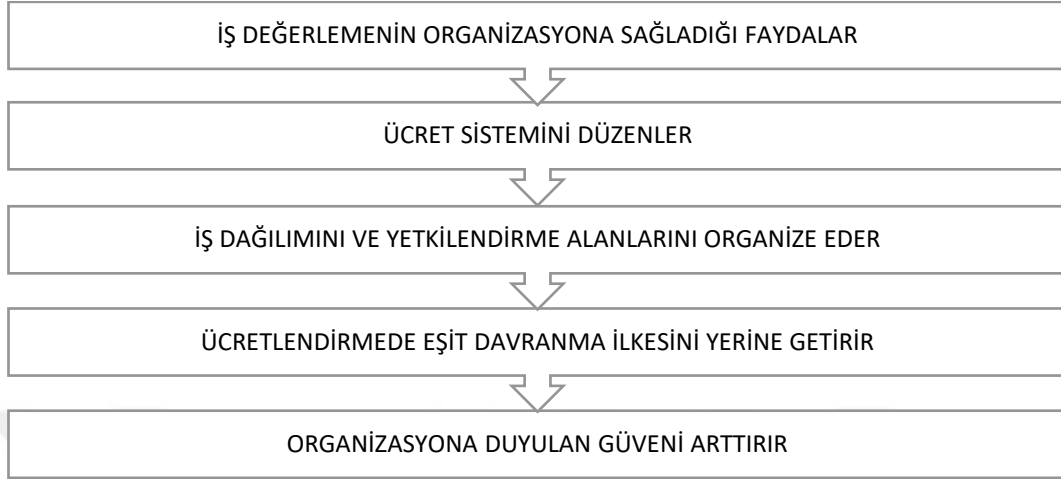 İŞ DEĞERLEMENİN ORGANİZASYONA SAĞLADIĞI FAYDALAR
ÜCRET SİSTEMİNİ DÜZENLER
İŞ DAĞILIMINI VE YETKİLENDİRME ALANLARINI ORGANİZE EDER
ÜCRETLENDİRMEDE EŞİT DAVRANMA İLKESİNİ YERİNE GETİRİR
ORGANİZASYONA DUYULAN GÜVENİ ARTTIRIR